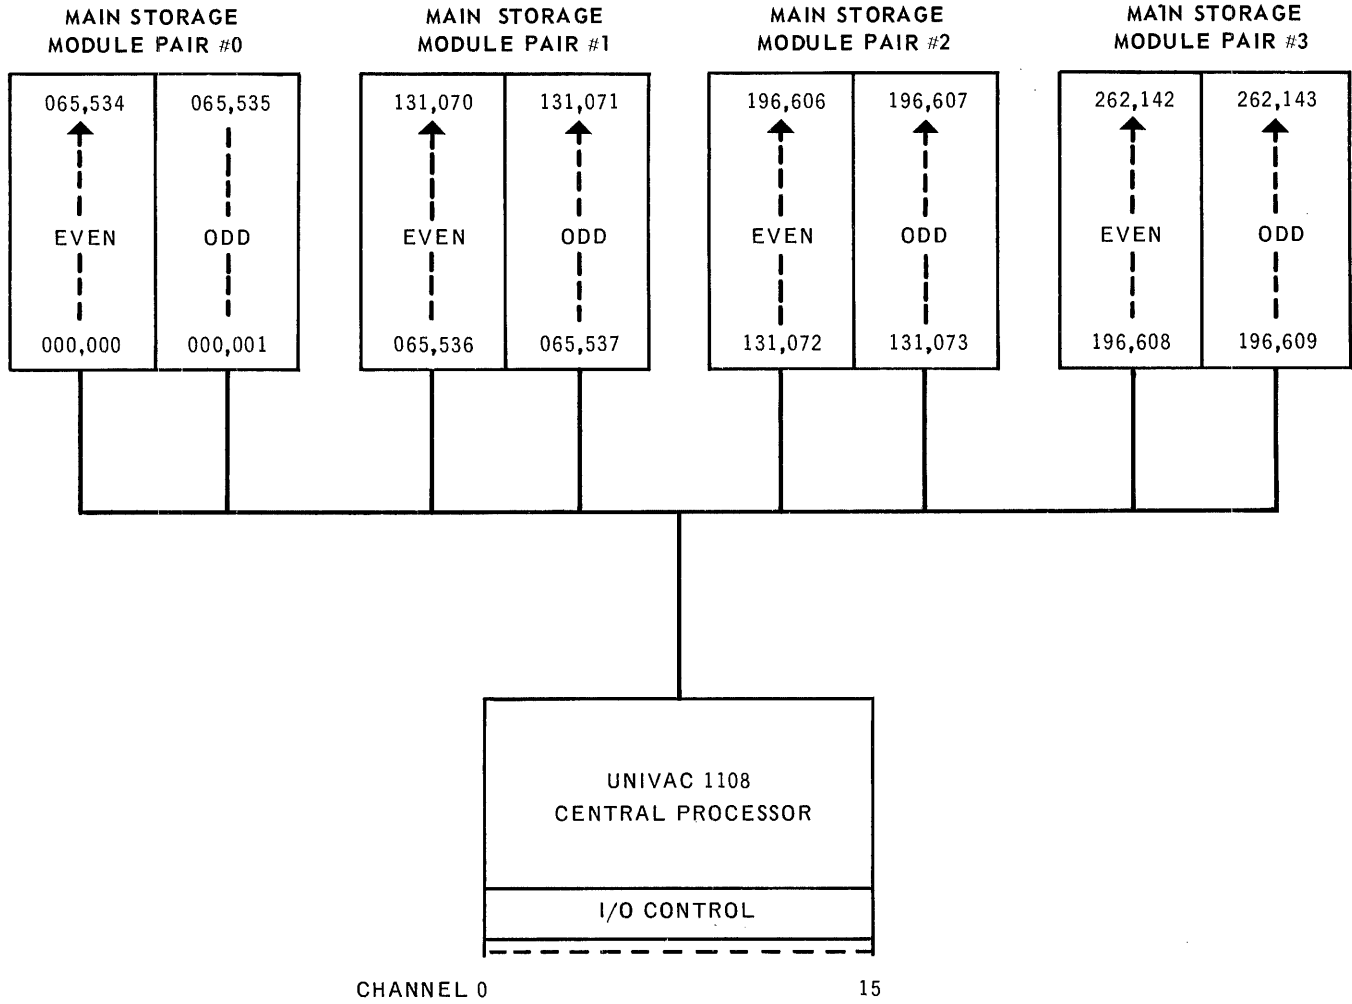 MAIN STORAGE
MODULE PAIR #0
MAIN STORAGE
MODULE PAIR #1
MAIN STORAGE
MODULE PAIR #2
MAIN STORAGE
MODULE PAIR #3
065,534 065,535
EVEN ODD
000,000 000,001
131,070 131,071
EVEN ODD
065,536 065,537
196,606 196,607
EVEN ODD
131,072 131,073
262,142 262,143
EVEN ODD
196,608 196,609
UNIVAC 1108
CENTRAL PROCESSOR
I/O CONTROL
CHANNEL 0 15